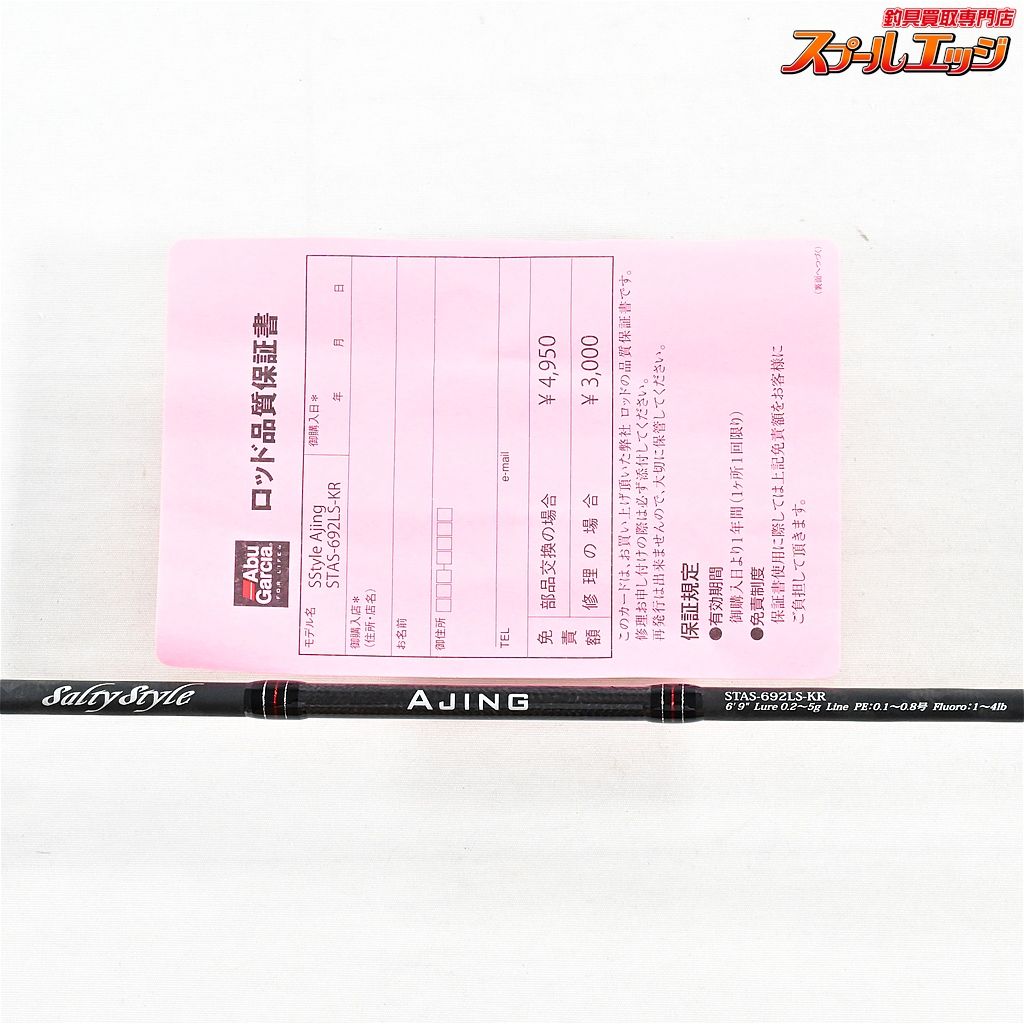 釣具買取専門店
スプールエッジ
Abu
Garcia
FOR LIFE
ロッド品質保証書
モデル名
SStyle Ajing
STAS-692LS-KR
御購入日*
年 月 日
御購入店*
(住所・店名)
お名前
御住所
TEL
e-mail
免責額
部品交換の場合 ¥4,950
修理の場合 ¥3,000
このカードは、お買い上げ頂いた弊社 ロッドの品質保証書です。
修理お申し付けの際は必ず添付してください。
再発行は出来ませんので、大切に保管してください。
保証規定
●有効期間
御購入日より1年間(1ヶ所1回限り)
●免責制度
保証書使用に際しては上記免責額をお客様に
ご負担して頂きます。
(裏面へつづく)
SaltyStyle
AJING
STAS-692LS-KR
6'9" Lure 0.2〜5g Line PE:0.1〜0.8号 Fluoro:1〜4lb